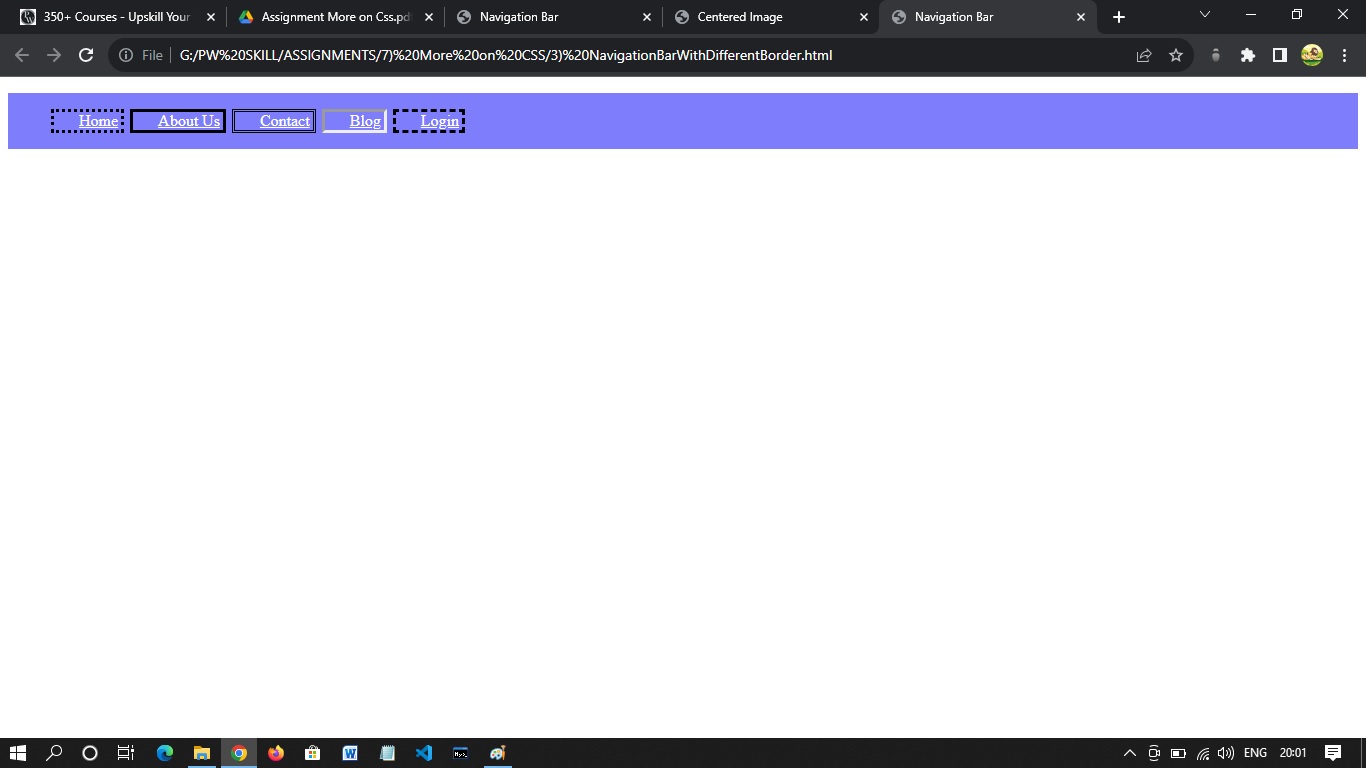 350+ Courses - Upskill Your
Assignment More on Css.pd
Navigation Bar
Centered Image
Navigation Bar
File
G:/PW%20SKILL/ASSIGNMENTS/7)%20More%20on%20CSS/3)%20NavigationBarWithDifferentBorder.html
Home About Us Contact Blog Login
ENG 20:01